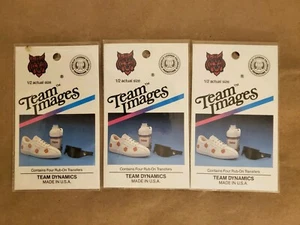 1/2 actual size
Team
Images
Contains Four Rub-On Transfers
TEAM DYNAMICS
MADE IN U.S.A.
1/2 actual size
Team
Images
Contains Four Rub-On Transfers
TEAM DYNAMICS
MADE IN U.S.A.
1/2 actual size
Team
Images
Contains Four Rub-On Transfers
TEAM DYNAMICS
MADE IN U.S.A.